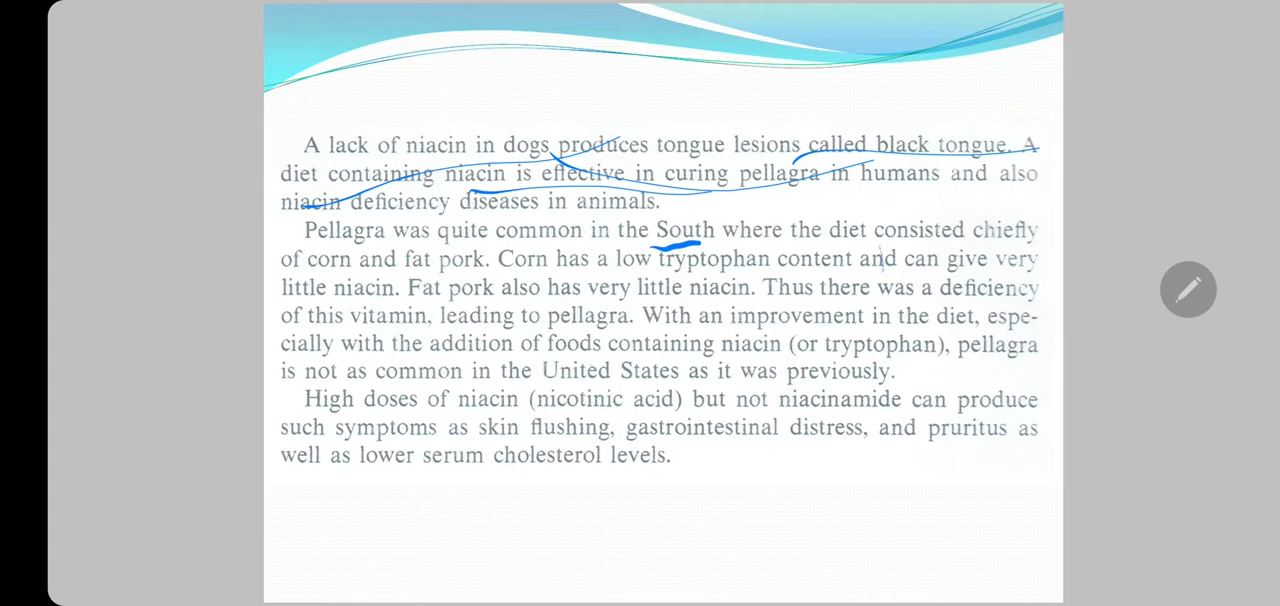 A lack of niacin in dogs produces tongue lesions called black tongue. A
diet containing niacin is effective in curing pellagra in humans and also
niacin deficiency diseases in animals.
Pellagra was quite common in the South where the diet consisted chiefly
of corn and fat pork. Corn has a low tryptophan content and can give very
little niacin. Fat pork also has very little niacin. Thus there was a deficiency
of this vitamin, leading to pellagra. With an improvement in the diet, espe-
cially with the addition of foods containing niacin (or tryptophan), pellagra
is not as common in the United States as it was previously.
High doses of niacin (nicotinic acid) but not niacinamide can produce
such symptoms as skin flushing, gastrointestinal distress, and pruritus as
well as lower serum cholesterol levels.